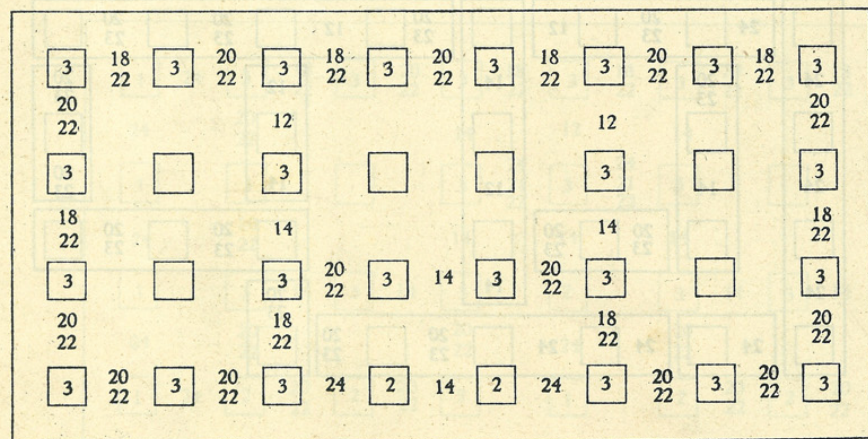 18 20 18 20 18 20 18
3 3 3 3 3 3 3 3
22 22 22 22 22 22 22
20 20
12 12
22 22
3 3 3 3
18 18
14 14
22 22
20 20
3 3 3 14 3 3 3
22 22
20 18 18 20
22 22 22 22
20 20 20 20
3 3 3 24 2 14 2 24 3 3 3
22 22 22 22